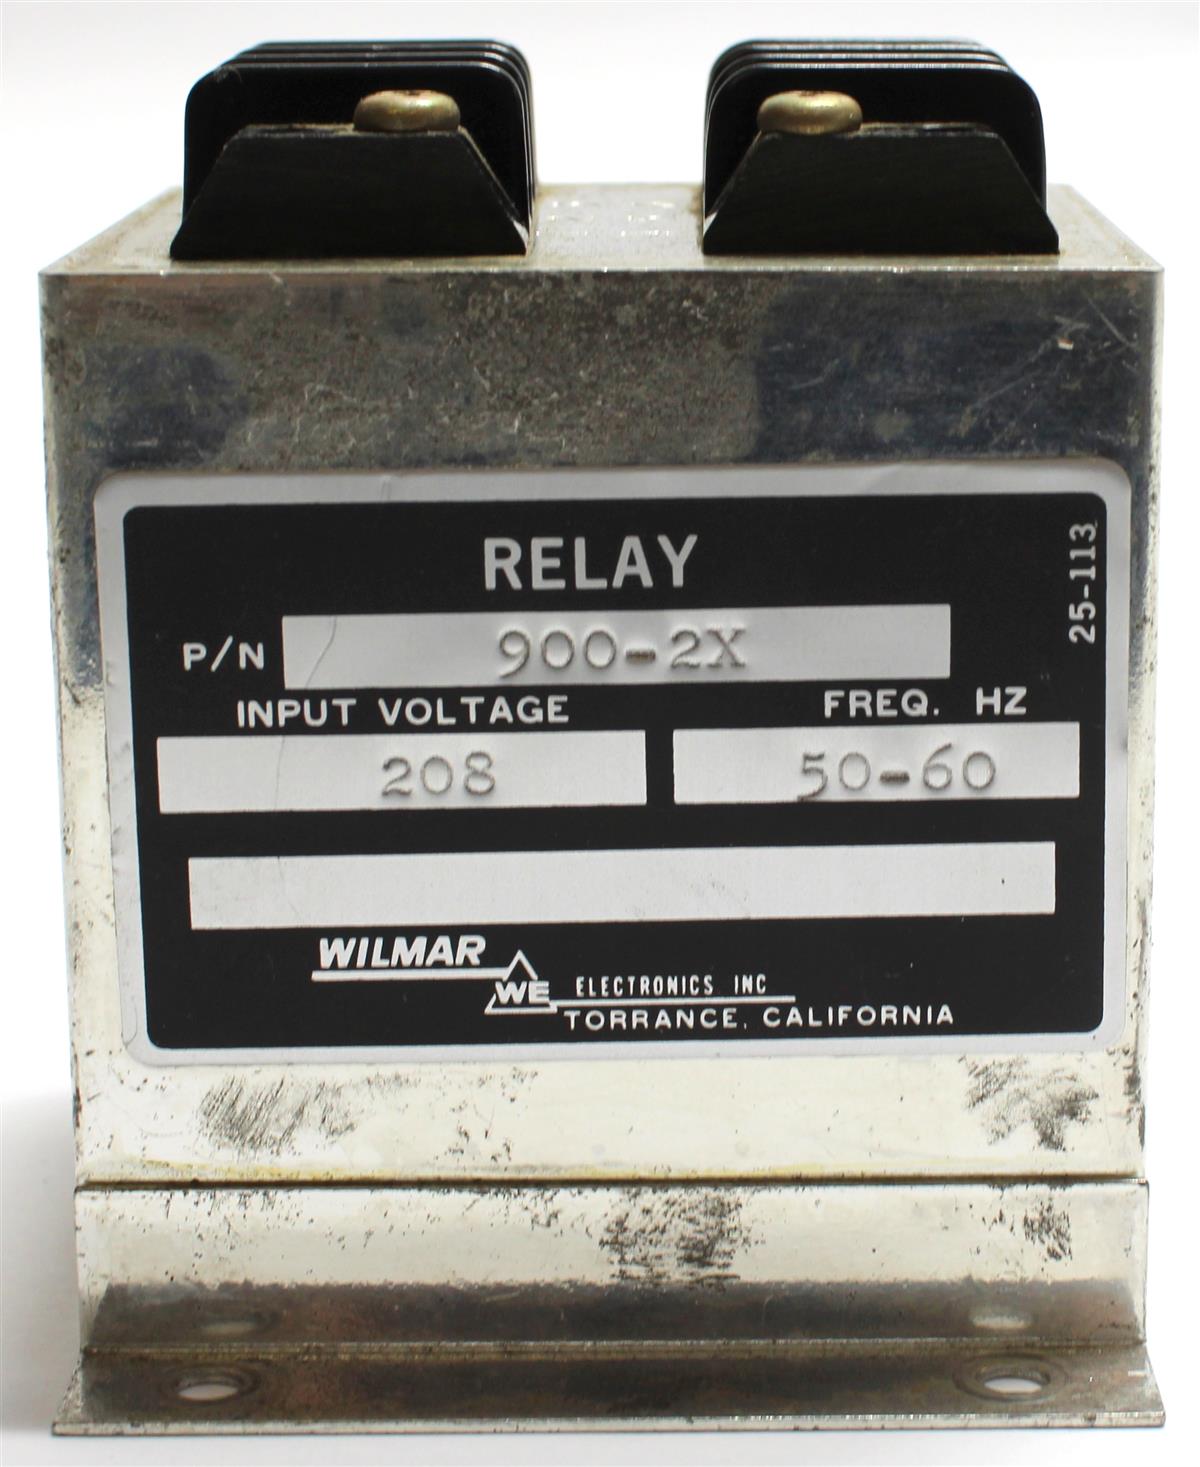 RELAY
25-113
P/N 900-2X
INPUT VOLTAGE FREQ. HZ
208 50-60
WILMAR
WE ELECTRONICS INC
TORRANCE, CALIFORNIA